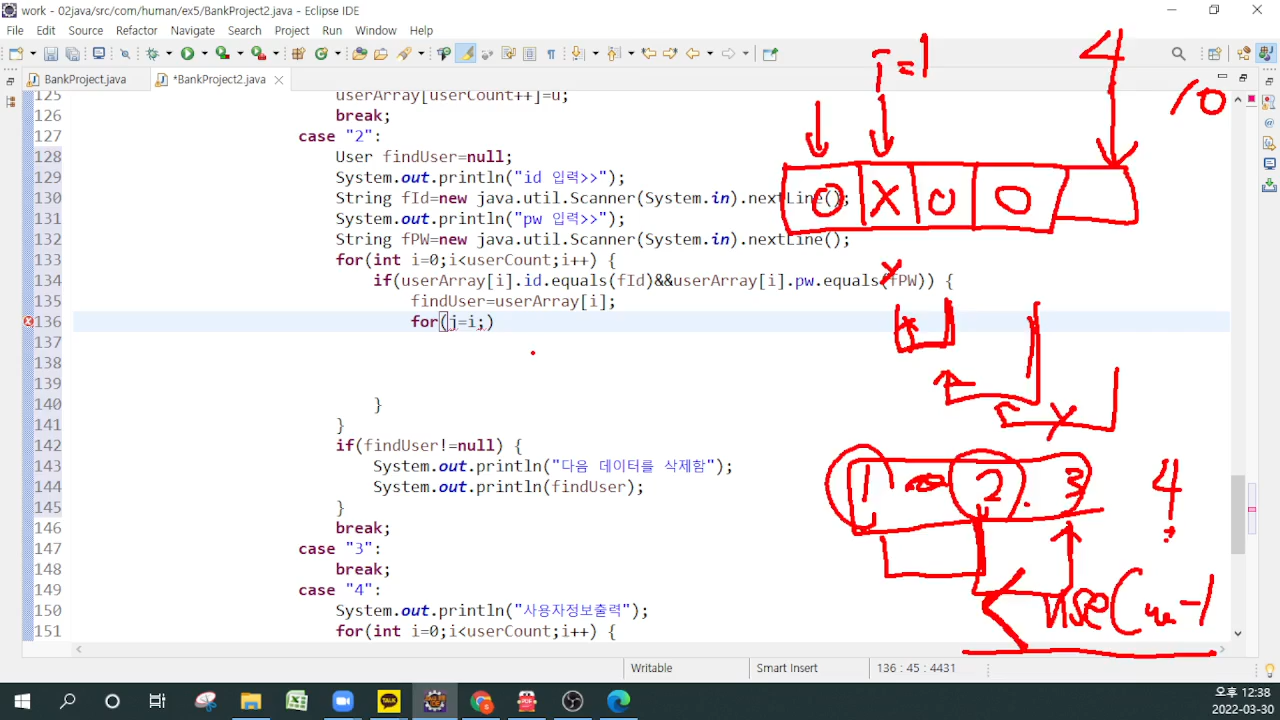 work - 02java/src/com/human/ex5/BankProject2.java - Eclipse IDE
File Edit Source Refactor Navigate Search Project Run Window Help
BankProject.java
*BankProject2.java
125 userArray[userCount++]=u;
126 break;
127 case "2":
128 User findUser=null;
129 System.out.println("id 입력>>");
130 String fId=new java.util.Scanner(System.in).nextLine();
131 System.out.println("pw 입력>>");
132 String fPW=new java.util.Scanner(System.in).nextLine();
133 for(int i=0;i<userCount;i++) {
134 if(userArray[i].id.equals(fId)&&userArray[i].pw.equals(fPW)) {
135 findUser=userArray[i];
136 for(j=i;)
137
138
139
140 }
141 }
142 if(findUser!=null) {
143 System.out.println("다음 데이터를 삭제함");
144 System.out.println(findUser);
145 }
146 break;
147 case "3":
148 break;
149 case "4":
150 System.out.println("사용자정보출력");
151 for(int i=0;i<userCount;i++) {
i=1
4
10
0 X 0 0
1 2 3 4
Writable
Smart Insert
136 : 45 : 4431
TALK
오후 12:38
2022-03-30